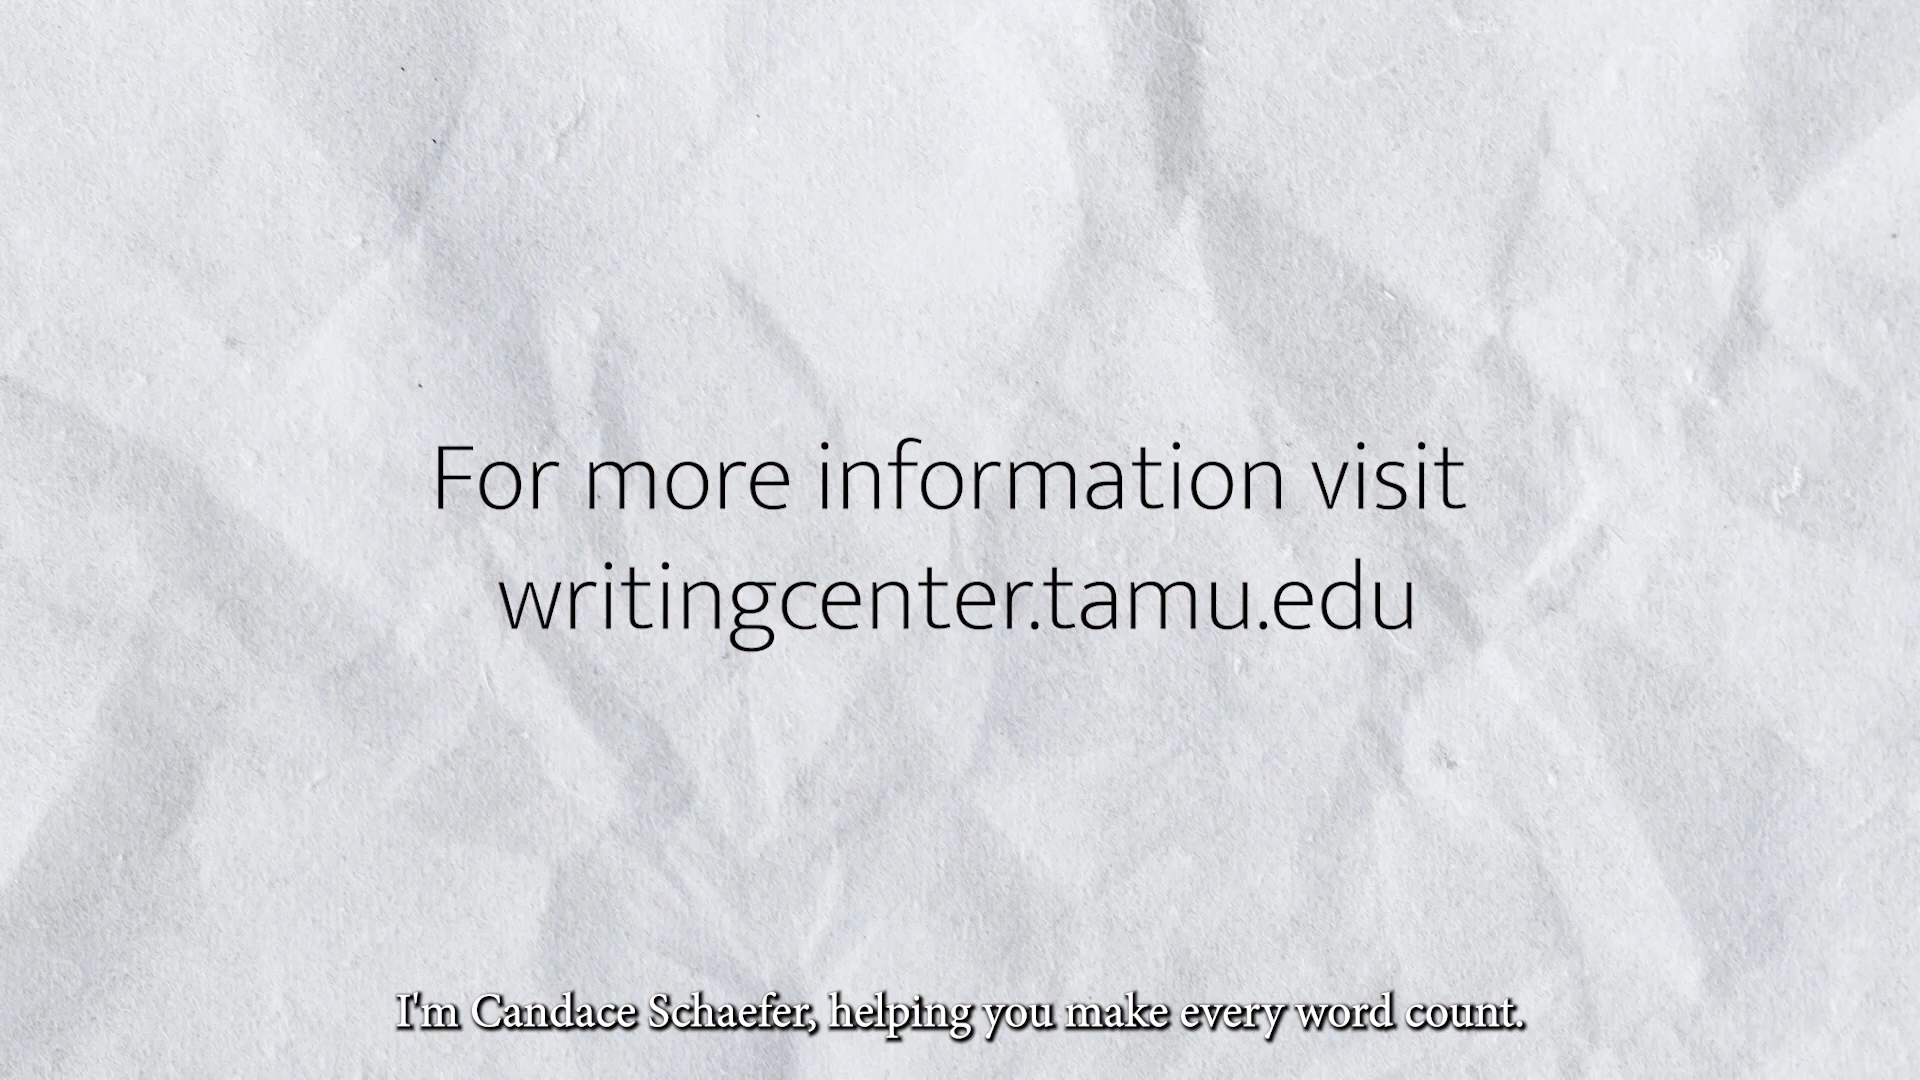 For more information visit
writingcenter.tamu.edu
I'm Candace Schaefer, helping you make every word count.